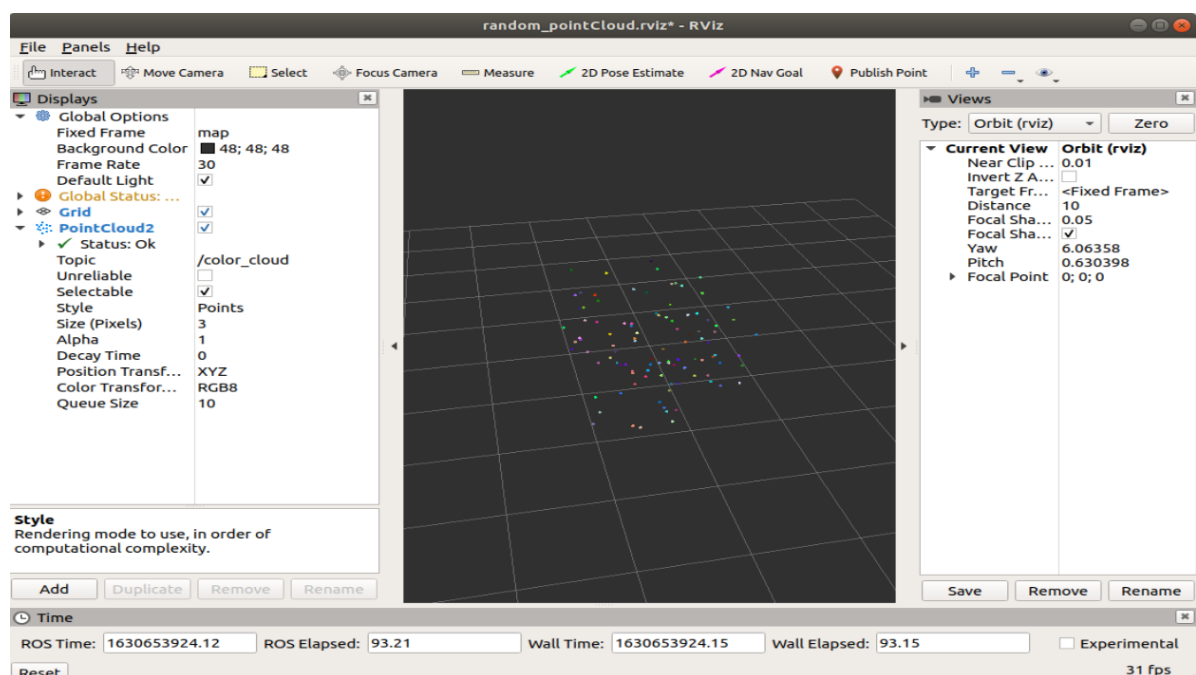 random_pointCloud.rviz* - RViz
File Panels Help
Interact Move Camera Select Focus Camera Measure 2D Pose Estimate 2D Nav Goal Publish Point
Displays
Global Options
Fixed Frame map
Background Color 48; 48; 48
Frame Rate 30
Default Light
Global Status: ...
Grid
PointCloud2
Status: Ok
Topic /color_cloud
Unreliable
Selectable
Style Points
Size (Pixels) 3
Alpha 1
Decay Time 0
Position Transf... XYZ
Color Transfor... RGB8
Queue Size 10
Style
Rendering mode to use, in order of
computational complexity.
Add Duplicate Remove Rename
Views
Type: Orbit (rviz) Zero
Current View Orbit (rviz)
Near Clip ... 0.01
Invert Z A...
Target Fr... <Fixed Frame>
Distance 10
Focal Sha... 0.05
Focal Sha...
Yaw 6.06358
Pitch 0.630398
Focal Point 0; 0; 0
Save Remove Rename
Time
ROS Time: 1630653924.12 ROS Elapsed: 93.21 Wall Time: 1630653924.15 Wall Elapsed: 93.15 Experimental
Reset 31 fps